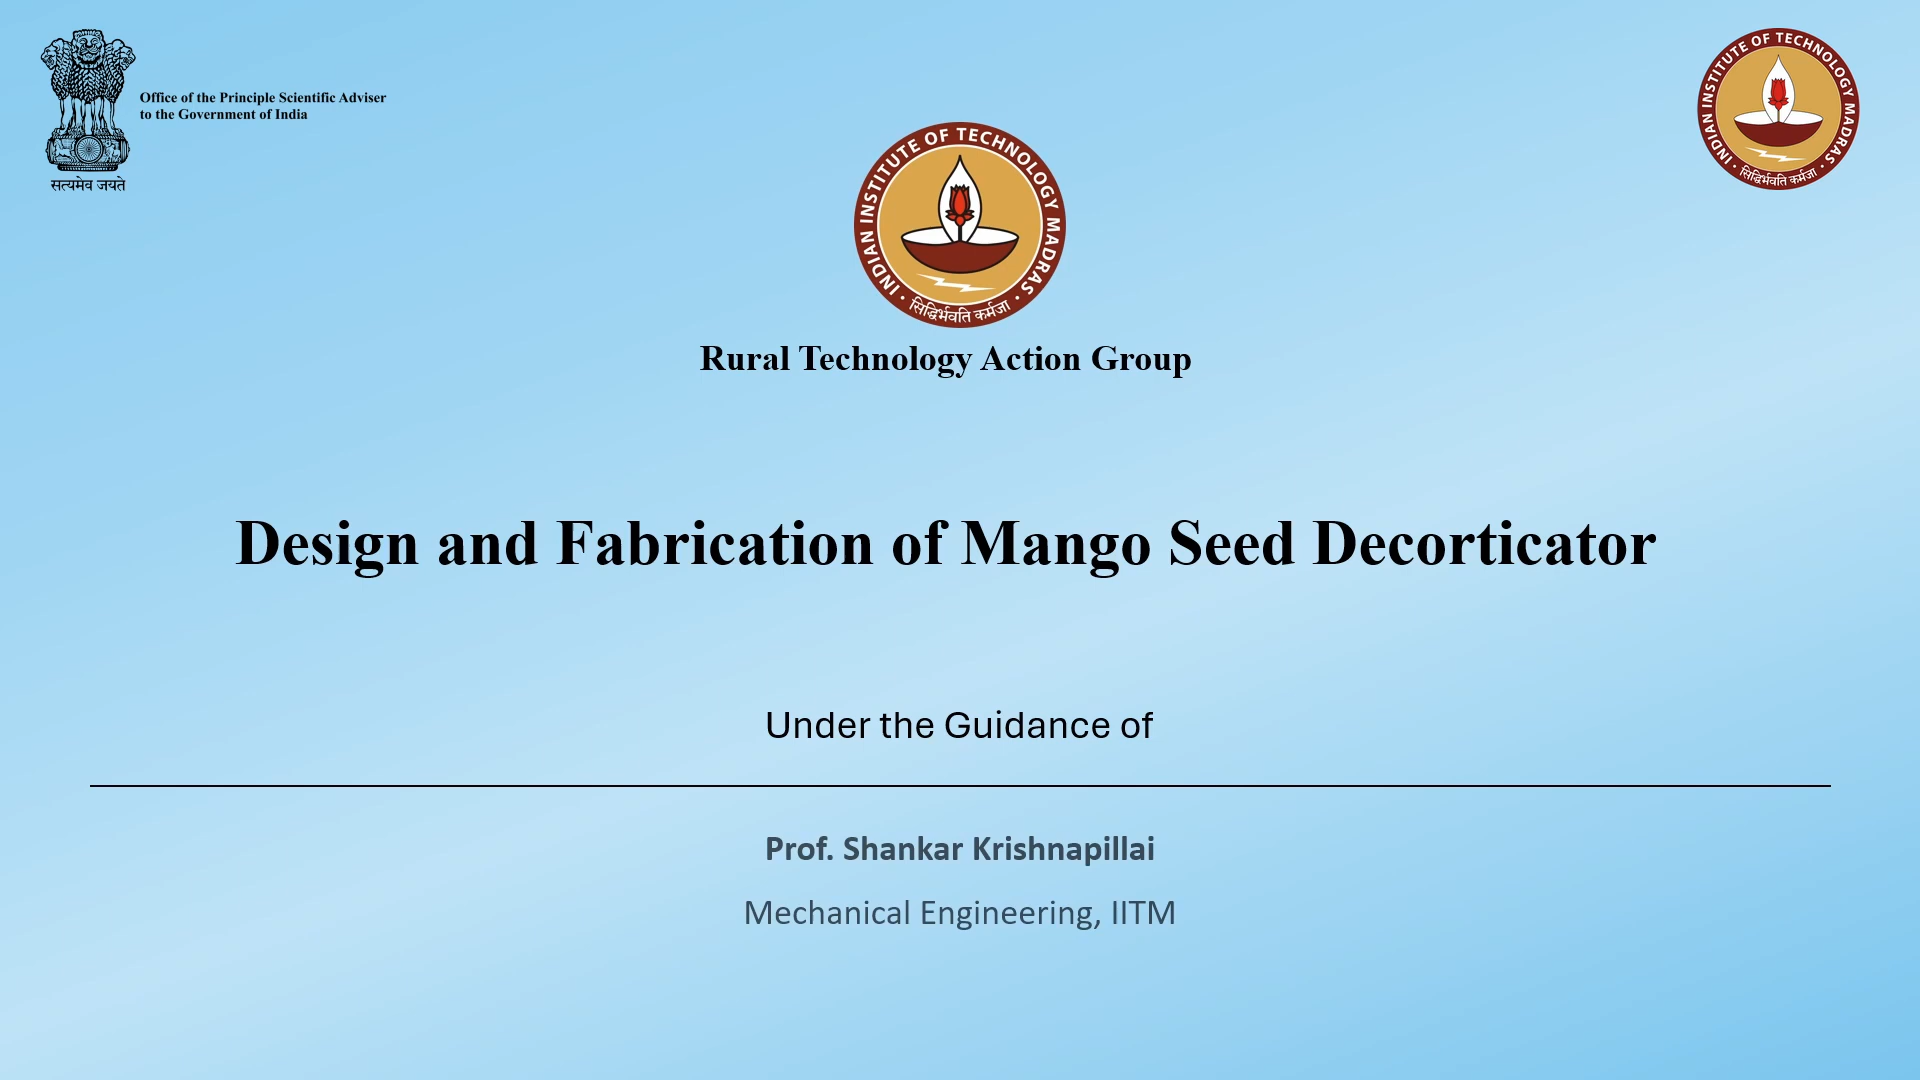 Office of the Principle Scientific Adviser
to the Government of India
सत्यमेव जयते
INDIAN INSTITUTE OF TECHNOLOGY MADRAS
सिद्धिर्भवति कर्मजा
INDIAN INSTITUTE OF TECHNOLOGY MADRAS
सिद्धिर्भवति कर्मजा
Rural Technology Action Group
Design and Fabrication of Mango Seed Decorticator
Under the Guidance of
Prof. Shankar Krishnapillai
Mechanical Engineering, IITM